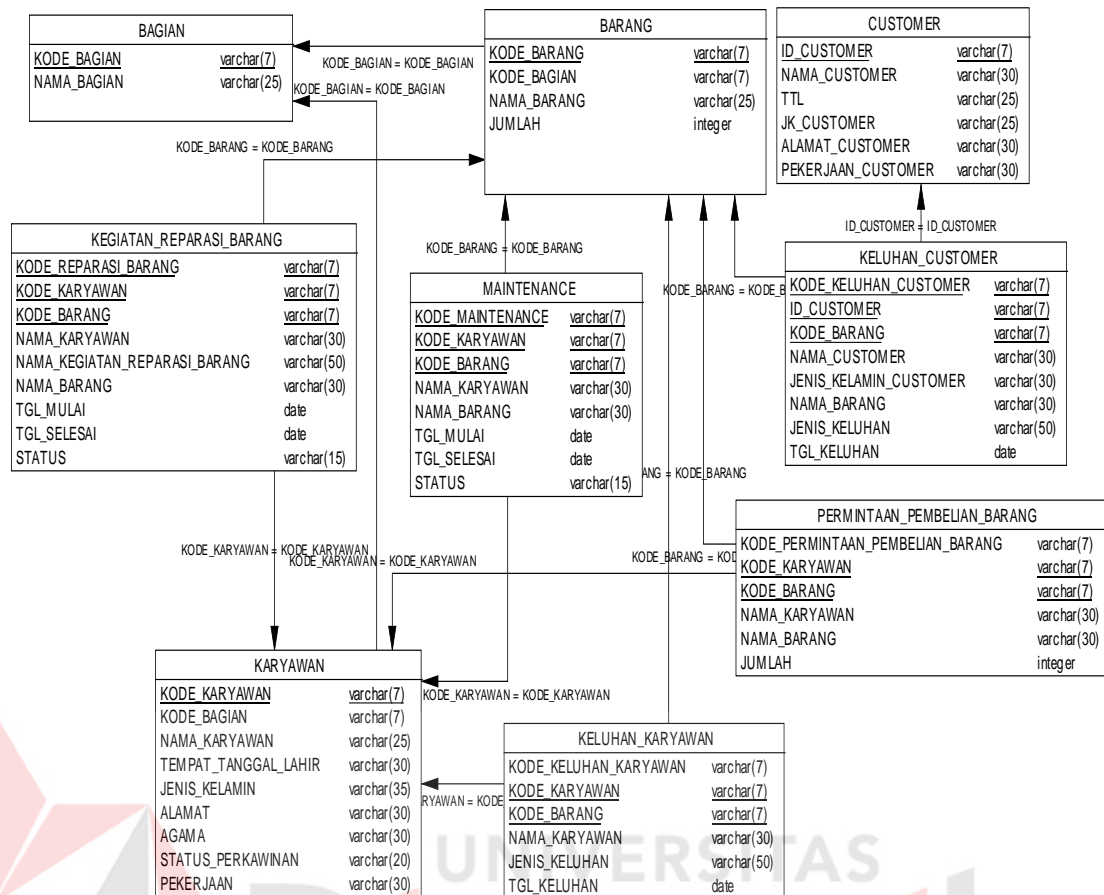 BAGIAN
KODE_BAGIAN varchar(7)
NAMA_BAGIAN varchar(25)
BARANG
KODE_BARANG varchar(7)
KODE_BAGIAN varchar(7)
NAMA_BARANG varchar(25)
JUMLAH integer
CUSTOMER
ID_CUSTOMER varchar(7)
NAMA_CUSTOMER varchar(30)
TTL varchar(25)
JK_CUSTOMER varchar(25)
ALAMAT_CUSTOMER varchar(30)
PEKERJAAN_CUSTOMER varchar(30)
KODE_BAGIAN = KODE_BAGIAN
KODE_BAGIAN = KODE_BAGIAN
KODE_BARANG = KODE_BARANG
ID_CUSTOMER = ID_CUSTOMER
KEGIATAN_REPARASI_BARANG
KODE_REPARASI_BARANG varchar(7)
KODE_KARYAWAN varchar(7)
KODE_BARANG varchar(7)
NAMA_KARYAWAN varchar(30)
NAMA_KEGIATAN_REPARASI_BARANG varchar(50)
NAMA_BARANG varchar(30)
TGL_MULAI date
TGL_SELESAI date
STATUS varchar(15)
KODE_BARANG = KODE_BARANG
MAINTENANCE
KODE_MAINTENANCE varchar(7)
KODE_KARYAWAN varchar(7)
KODE_BARANG varchar(7)
NAMA_KARYAWAN varchar(30)
NAMA_BARANG varchar(30)
TGL_MULAI date
TGL_SELESAI date
STATUS varchar(15)
KODE_BARANG = KODE_B
KELUHAN_CUSTOMER
KODE_KELUHAN_CUSTOMER varchar(7)
ID_CUSTOMER varchar(7)
KODE_BARANG varchar(7)
NAMA_CUSTOMER varchar(30)
JENIS_KELAMIN_CUSTOMER varchar(30)
NAMA_BARANG varchar(30)
JENIS_KELUHAN varchar(50)
TGL_KELUHAN date
ANG = KODE_BARANG
PERMINTAAN_PEMBELIAN_BARANG
KODE_PERMINTAAN_PEMBELIAN_BARANG varchar(7)
KODE_KARYAWAN varchar(7)
KODE_BARANG varchar(7)
NAMA_KARYAWAN varchar(30)
NAMA_BARANG varchar(30)
JUMLAH integer
KODE_KARYAWAN = KODE_KARYAWAN
KODE_KARYAWAN = KODE_KARYAWAN
KODE_BARANG = KOD
KARYAWAN
KODE_KARYAWAN varchar(7)
KODE_BAGIAN varchar(7)
NAMA_KARYAWAN varchar(25)
TEMPAT_TANGGAL_LAHIR varchar(30)
JENIS_KELAMIN varchar(35)
ALAMAT varchar(30)
AGAMA varchar(30)
STATUS_PERKAWINAN varchar(20)
PEKERJAAN varchar(30)
KODE_KARYAWAN = KODE_KARYAWAN
RYAWAN = KODE
KELUHAN_KARYAWAN
KODE_KELUHAN_KARYAWAN varchar(7)
KODE_KARYAWAN varchar(7)
KODE_BARANG varchar(7)
NAMA_KARYAWAN varchar(30)
JENIS_KELUHAN varchar(50)
TGL_KELUHAN date
UNIVERSITAS